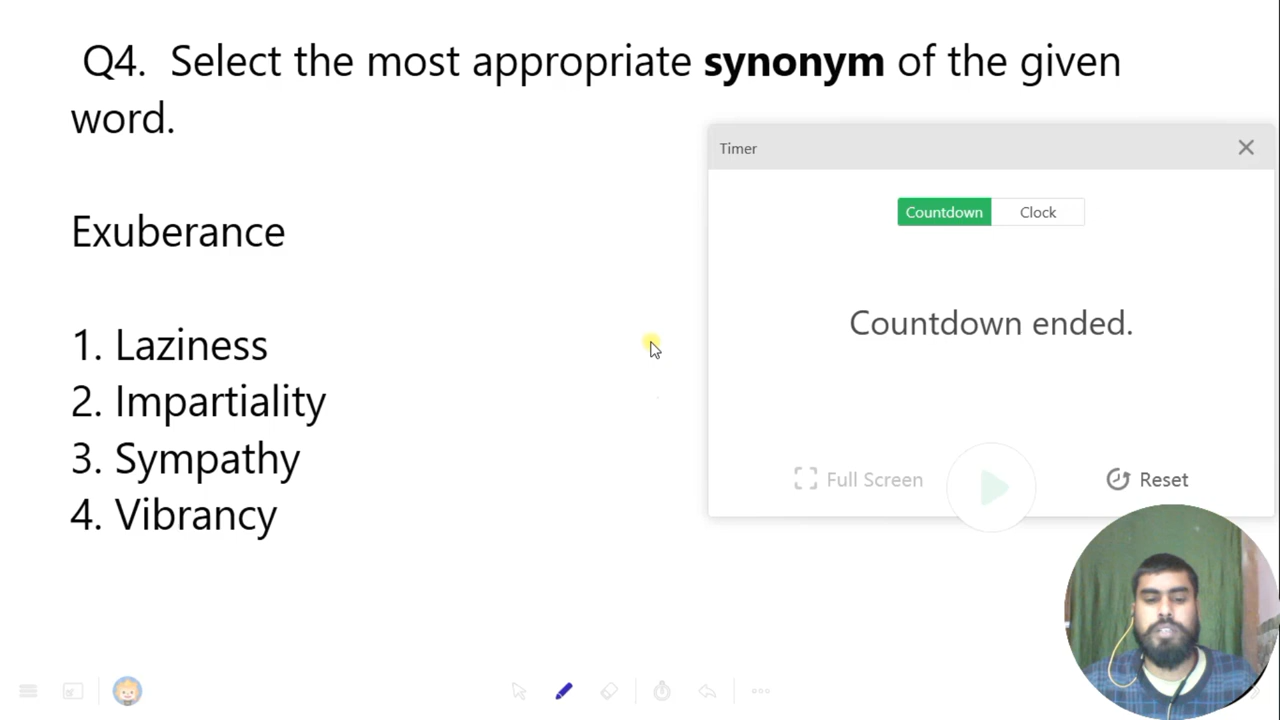 Q4. Select the most appropriate synonym of the given
word.
Exuberance
1. Laziness
2. Impartiality
3. Sympathy
4. Vibrancy
Timer
Countdown Clock
Countdown ended.
Full Screen
Reset